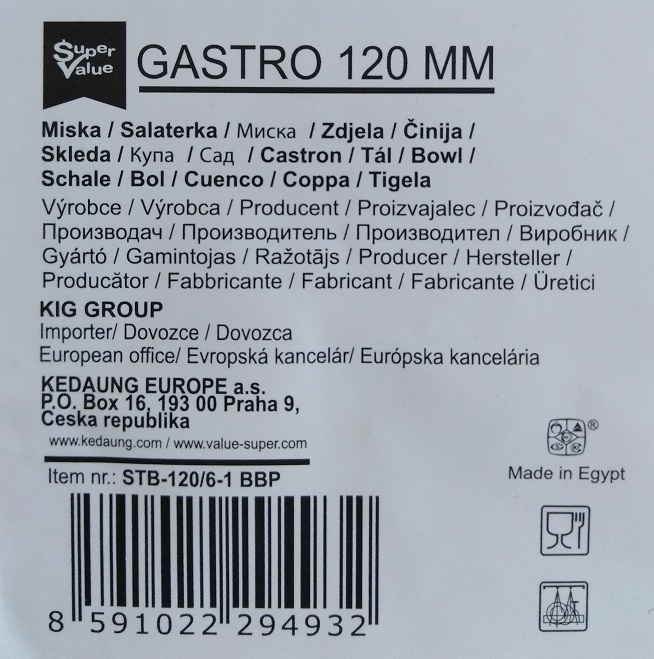 $uper
Value
GASTRO 120 MM
Miska / Salaterka / Миска / Zdjela / Činija /
Skleda / Купа / Сад / Castron / Tál / Bowl /
Schale / Bol / Cuenco / Coppa / Tigela
Výrobce / Výrobca / Producent / Proizvajalec / Proizvođač /
Производач / Производитель / Производител / Виробник /
Gyártó / Gamintojas / Ražotājs / Producer / Hersteller /
Producător / Fabbricante / Fabricant / Fabricante / Üretici
KIG GROUP
Importer/ Dovozce / Dovozca
European office/ Evropská kancelár/ Európska kancelária
KEDAUNG EUROPE a.s.
P.O. Box 16, 193 00 Praha 9,
Ceska republika
www.kedaung.com / www.value-super.com
Item nr.: STB-120/6-1 BBP
®
Made in Egypt
8 591022 294932